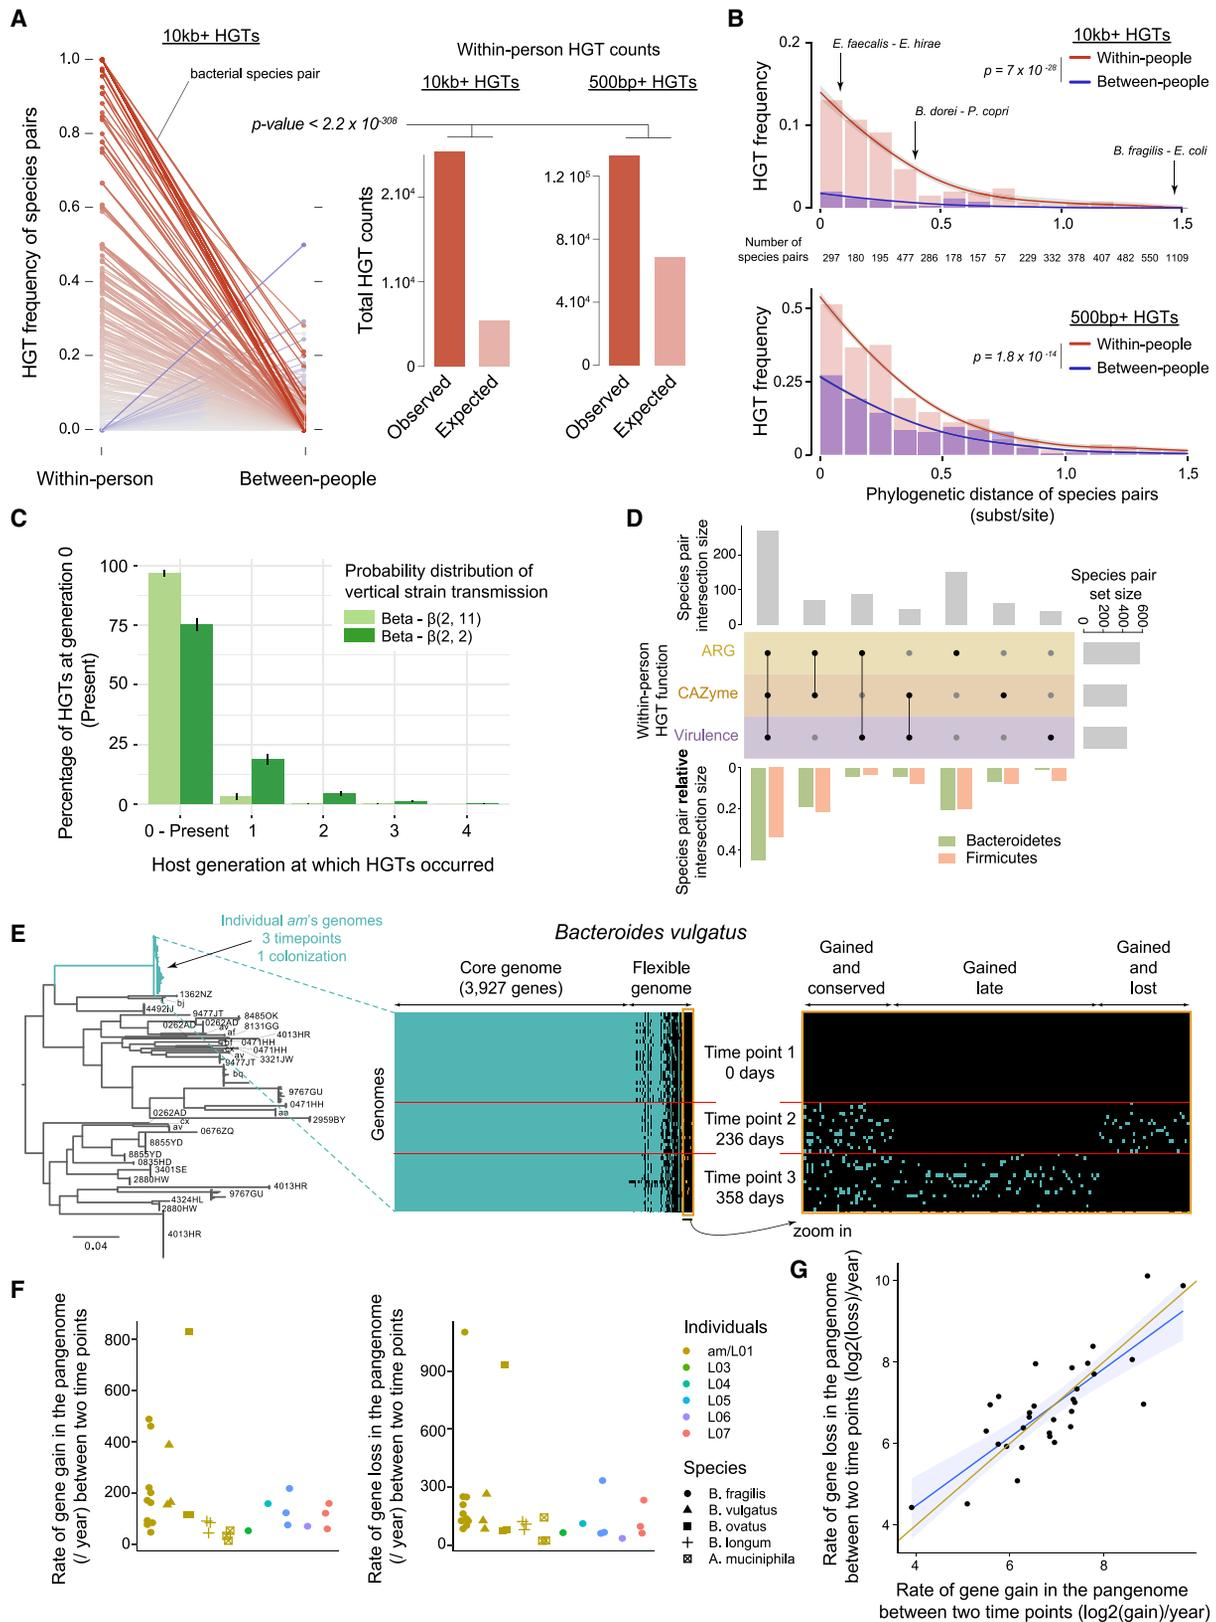 A
10kb+ HGTs
bacterial species pair
HGT frequency of species pairs
1.0
0.8
0.6
0.4
0.2
0.0
Within-person
Between-people
Within-person HGT counts
10kb+ HGTs
500bp+ HGTs
p-value < 2.2 x 10-308
Total HGT counts
2.10⁴
1.10⁴
0
1.2 10⁵
8.10⁴
4.10⁴
0
Observed
Expected
Observed
Expected
B
10kb+ HGTs
Within-people
Between-people
p = 7 x 10 -28
E. faecalis - E. hirae
B. dorei - P. copri
B. fragilis - E. coli
HGT frequency
0.2
0.1
0
0
0.5
1.0
1.5
Number of
species pairs
297 180 195 477 286 178 157 57 229 332 378 407 482 550 1109
500bp+ HGTs
Within-people
Between-people
p = 1.8 x 10 -14
HGT frequency
0.5
0.25
0
0
0.5
1.0
1.5
Phylogenetic distance of species pairs
(subst/site)
C
Percentage of HGTs at generation 0
(Present)
100
75
50
25
0
Probability distribution of
vertical strain transmission
Beta - β(2, 11)
Beta - β(2, 2)
0 - Present
1
2
3
4
Host generation at which HGTs occurred
D
Species pair
intersection size
200
100
0
Species pair
set size
0
200
400
600
Within-person
HGT function
ARG
CAZyme
Virulence
Species pair relative
intersection size
0
0.2
0.4
Bacteroidetes
Firmicutes
E
Individual am's genomes
3 timepoints
1 colonization
1362NZ
bj
4492IJ
9477JT
8485OK
0262AD
0262AD
av
8131GG
af
4013HR
bf
0471HH
cx
0471HH
av
3321JW
9477JT
bq
9767GU
0471HH
aa
0262AD
2959BY
cx
av
0676ZQ
8855YD
8855YD
0835HD
3401SE
2880HW
4013HR
9767GU
4324HL
2880HW
4013HR
0.04
Bacteroides vulgatus
Core genome
(3,927 genes)
Flexible
genome
Genomes
Time point 1
0 days
Time point 2
236 days
Time point 3
358 days
Gained
and
conserved
Gained
late
Gained
and
lost
zoom in
F
Rate of gene gain in the pangenome
(/ year) between two time points
800
600
400
200
0
Rate of gene loss in the pangenome
(/ year) between two time points
900
600
300
0
Individuals
am/L01
L03
L04
L05
L06
L07
Species
B. fragilis
B. vulgatus
B. ovatus
B. longum
A. muciniphila
G
Rate of gene loss in the pangenome
between two time points (log2(loss)/year)
10
8
6
4
4
6
8
Rate of gene gain in the pangenome
between two time points (log2(gain)/year)